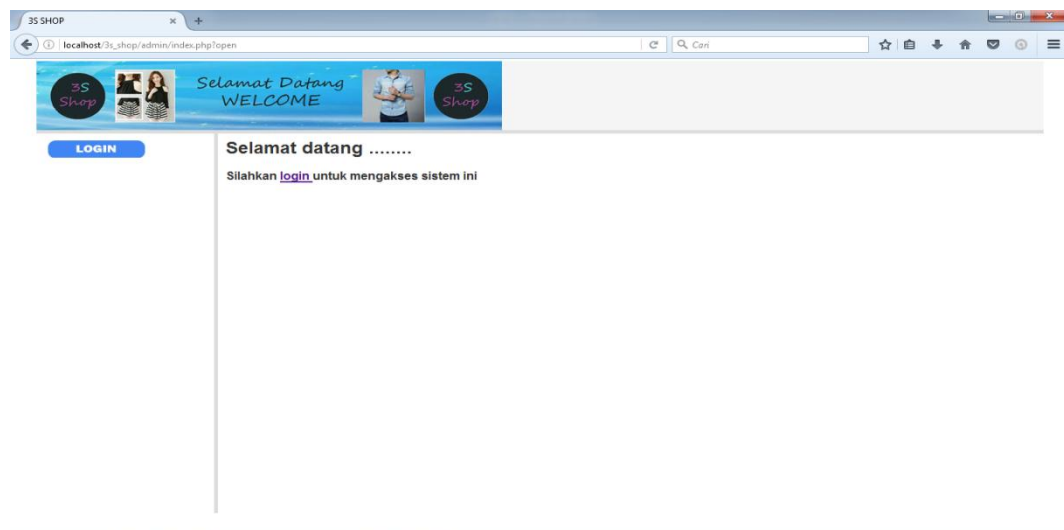 3S SHOP
localhost/3s_shop/admin/index.php?open
Cari
3S
Shop
Selamat Datang
WELCOME
3S
Shop
LOGIN
Selamat datang ........
Silahkan login untuk mengakses sistem ini